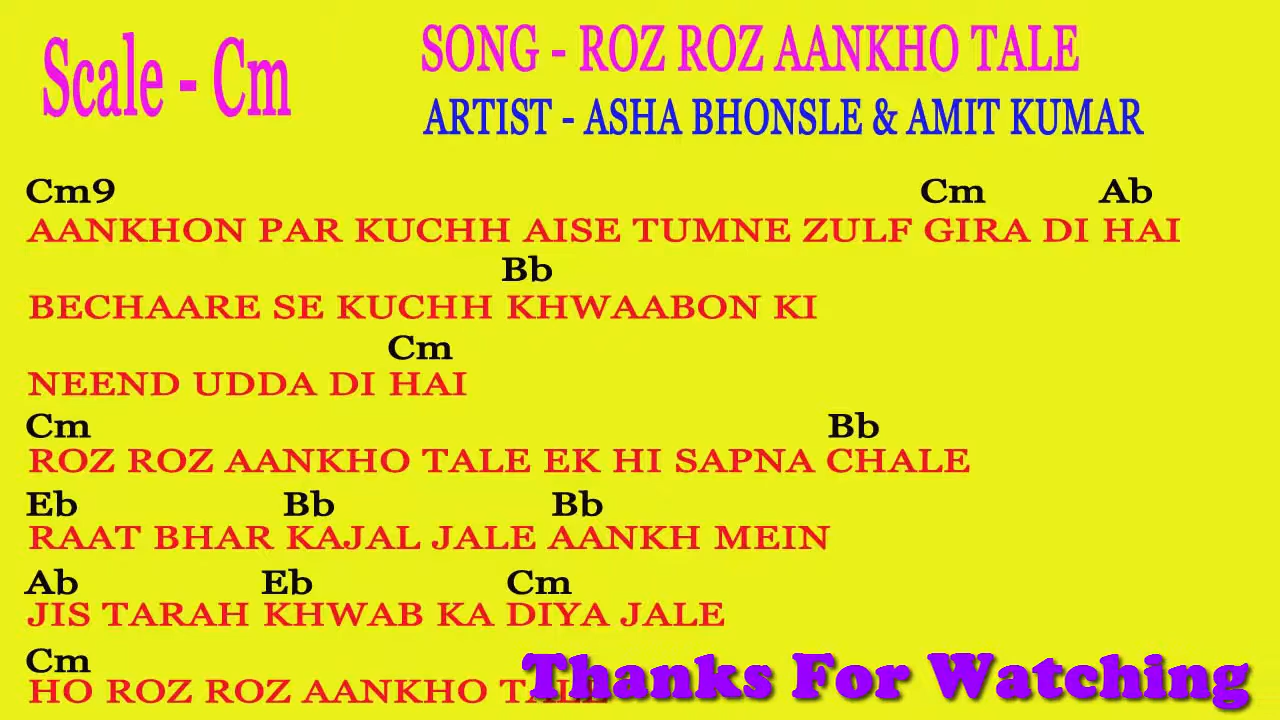 Scale - Cm
SONG - ROZ ROZ AANKHO TALE
ARTIST - ASHA BHONSLE & AMIT KUMAR
Cm9 Cm Ab
AANKHON PAR KUCHH AISE TUMNE ZULF GIRA DI HAI
Bb
BECHAARE SE KUCHH KHWAABON KI
Cm
NEEND UDDA DI HAI
Cm Bb
ROZ ROZ AANKHO TALE EK HI SAPNA CHALE
Eb Bb Bb
RAAT BHAR KAJAL JALE AANKH MEIN
Ab Eb Cm
JIS TARAH KHWAB KA DIYA JALE
Cm
HO ROZ ROZ AANKHO TALE
Thanks For Watching